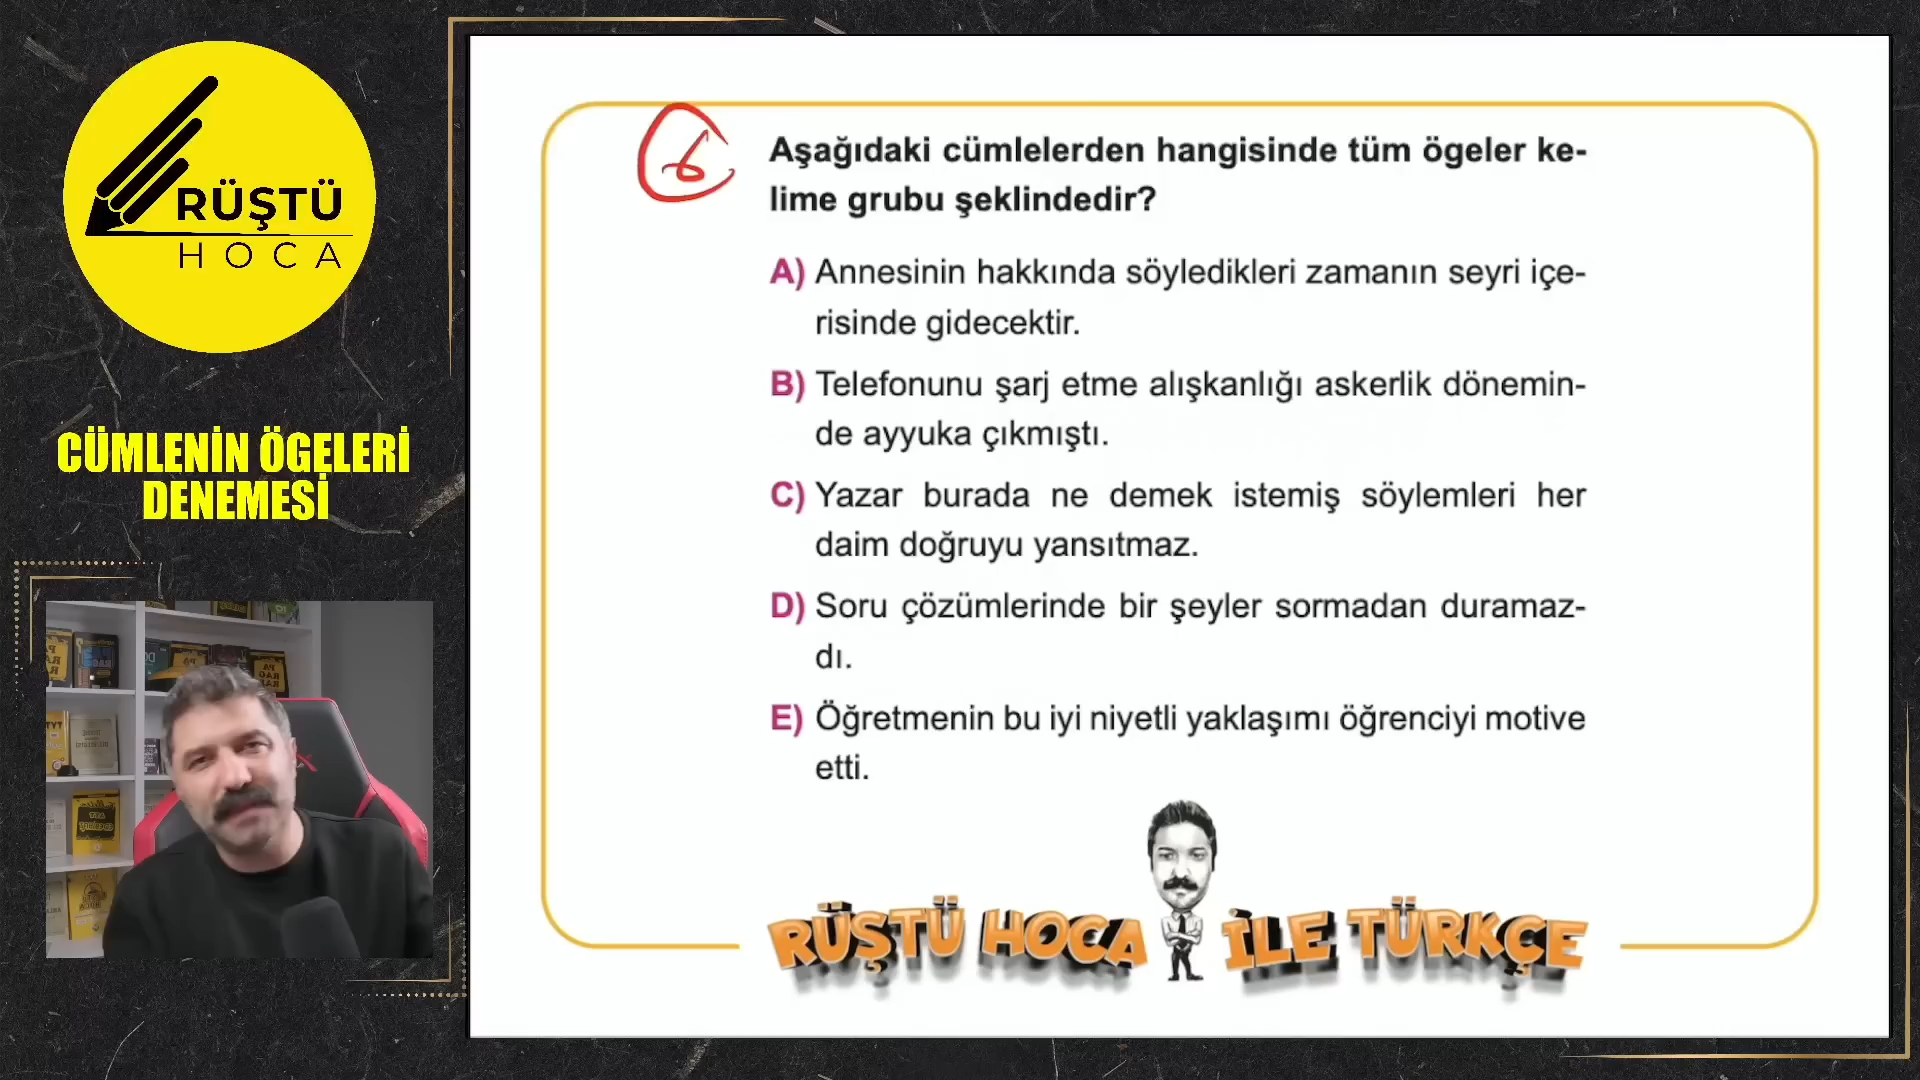 RÜŞTÜ
HOCA
CÜMLENİN ÖGELERİ
DENEMESİ
6
Aşağıdaki cümlelerden hangisinde tüm ögeler ke-
lime grubu şeklindedir?
A) Annesinin hakkında söyledikleri zamanın seyri içe-
risinde gidecektir.
B) Telefonunu şarj etme alışkanlığı askerlik dönemin-
de ayyuka çıkmıştı.
C) Yazar burada ne demek istemiş söylemleri her
daim doğruyu yansıtmaz.
D) Soru çözümlerinde bir şeyler sormadan duramaz-
dı.
E) Öğretmenin bu iyi niyetli yaklaşımı öğrenciyi motive
etti.
RÜŞTÜ HOCA İLE TÜRKÇE